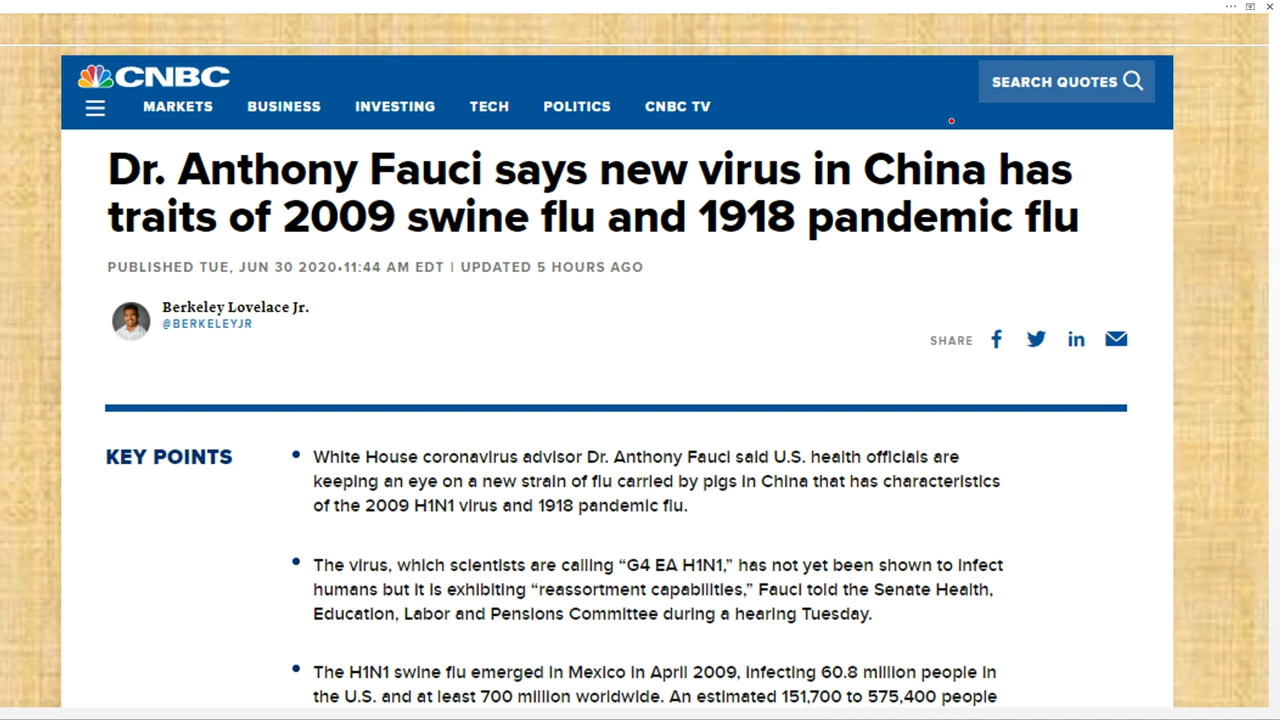 CNBC
SEARCH QUOTES
MARKETS BUSINESS INVESTING TECH POLITICS CNBC TV
Dr. Anthony Fauci says new virus in China has
traits of 2009 swine flu and 1918 pandemic flu
PUBLISHED TUE, JUN 30 2020•11:44 AM EDT | UPDATED 5 HOURS AGO
Berkeley Lovelace Jr.
@BERKELEYJR
SHARE
KEY POINTS
• White House coronavirus advisor Dr. Anthony Fauci said U.S. health officials are
keeping an eye on a new strain of flu carried by pigs in China that has characteristics
of the 2009 H1N1 virus and 1918 pandemic flu.
• The virus, which scientists are calling “G4 EA H1N1,” has not yet been shown to infect
humans but it is exhibiting “reassortment capabilities,” Fauci told the Senate Health,
Education, Labor and Pensions Committee during a hearing Tuesday.
• The H1N1 swine flu emerged in Mexico in April 2009, infecting 60.8 million people in
the U.S. and at least 700 million worldwide. An estimated 151,700 to 575,400 people